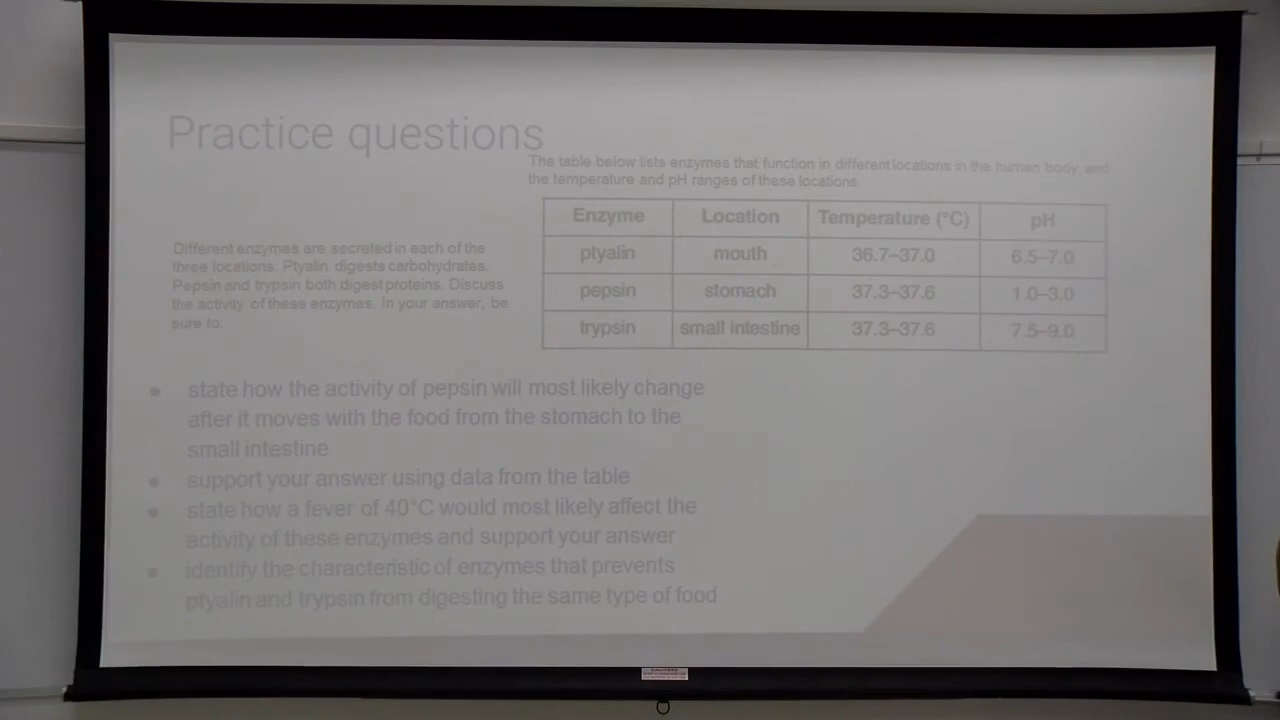 Practice questions
The table below lists enzymes that function in different locations in the human body, and
the temperature and pH ranges of these locations.
Enzyme Location Temperature (°C) pH
ptyalin mouth 36.7–37.0 6.5–7.0
pepsin stomach 37.3–37.6 1.0–3.0
trypsin small intestine 37.3–37.6 7.5–9.0
Different enzymes are secreted in each of the
three locations. Ptyalin digests carbohydrates.
Pepsin and trypsin both digest proteins. Discuss
the activity of these enzymes. In your answer, be
sure to:
• state how the activity of pepsin will most likely change
after it moves with the food from the stomach to the
small intestine
• support your answer using data from the table
• state how a fever of 40°C would most likely affect the
activity of these enzymes and support your answer
• identify the characteristic of enzymes that prevents
ptyalin and trypsin from digesting the same type of food